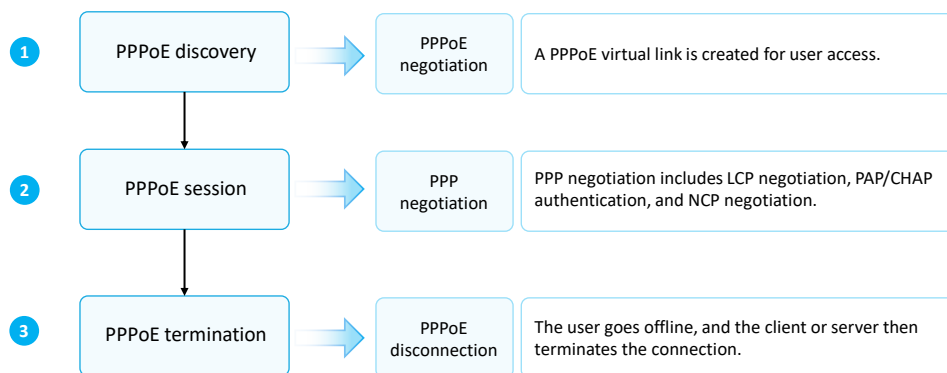 1
PPPoE discovery
PPPoE
negotiation
A PPPoE virtual link is created for user access.
2
PPPoE session
PPP
negotiation
PPP negotiation includes LCP negotiation, PAP/CHAP
authentication, and NCP negotiation.
3
PPPoE termination
PPPoE
disconnection
The user goes offline, and the client or server then
terminates the connection.